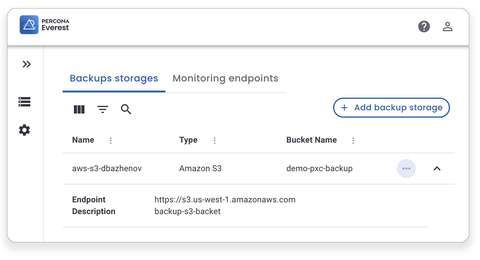 PERCONA
Everest
Backups storages Monitoring endpoints
+ Add backup storage
Name Type Bucket Name
aws-s3-dbazhenov Amazon S3 demo-pxc-backup
Endpoint https://s3.us-west-1.amazonaws.com
Description backup-s3-backet